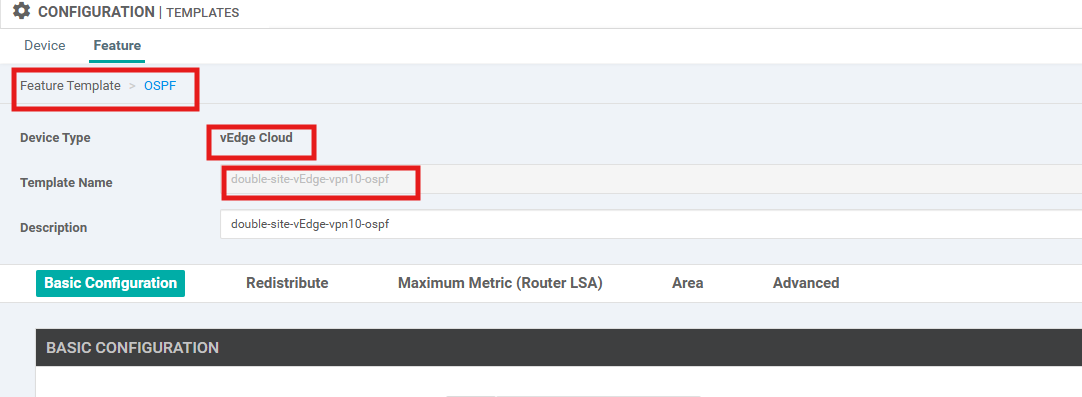 CONFIGURATION | TEMPLATES
Device Feature
Feature Template > OSPF
Device Type vEdge Cloud
Template Name double-site-vEdge-vpn10-ospf
Description double-site-vEdge-vpn10-ospf
Basic Configuration Redistribute Maximum Metric (Router LSA) Area Advanced
BASIC CONFIGURATION